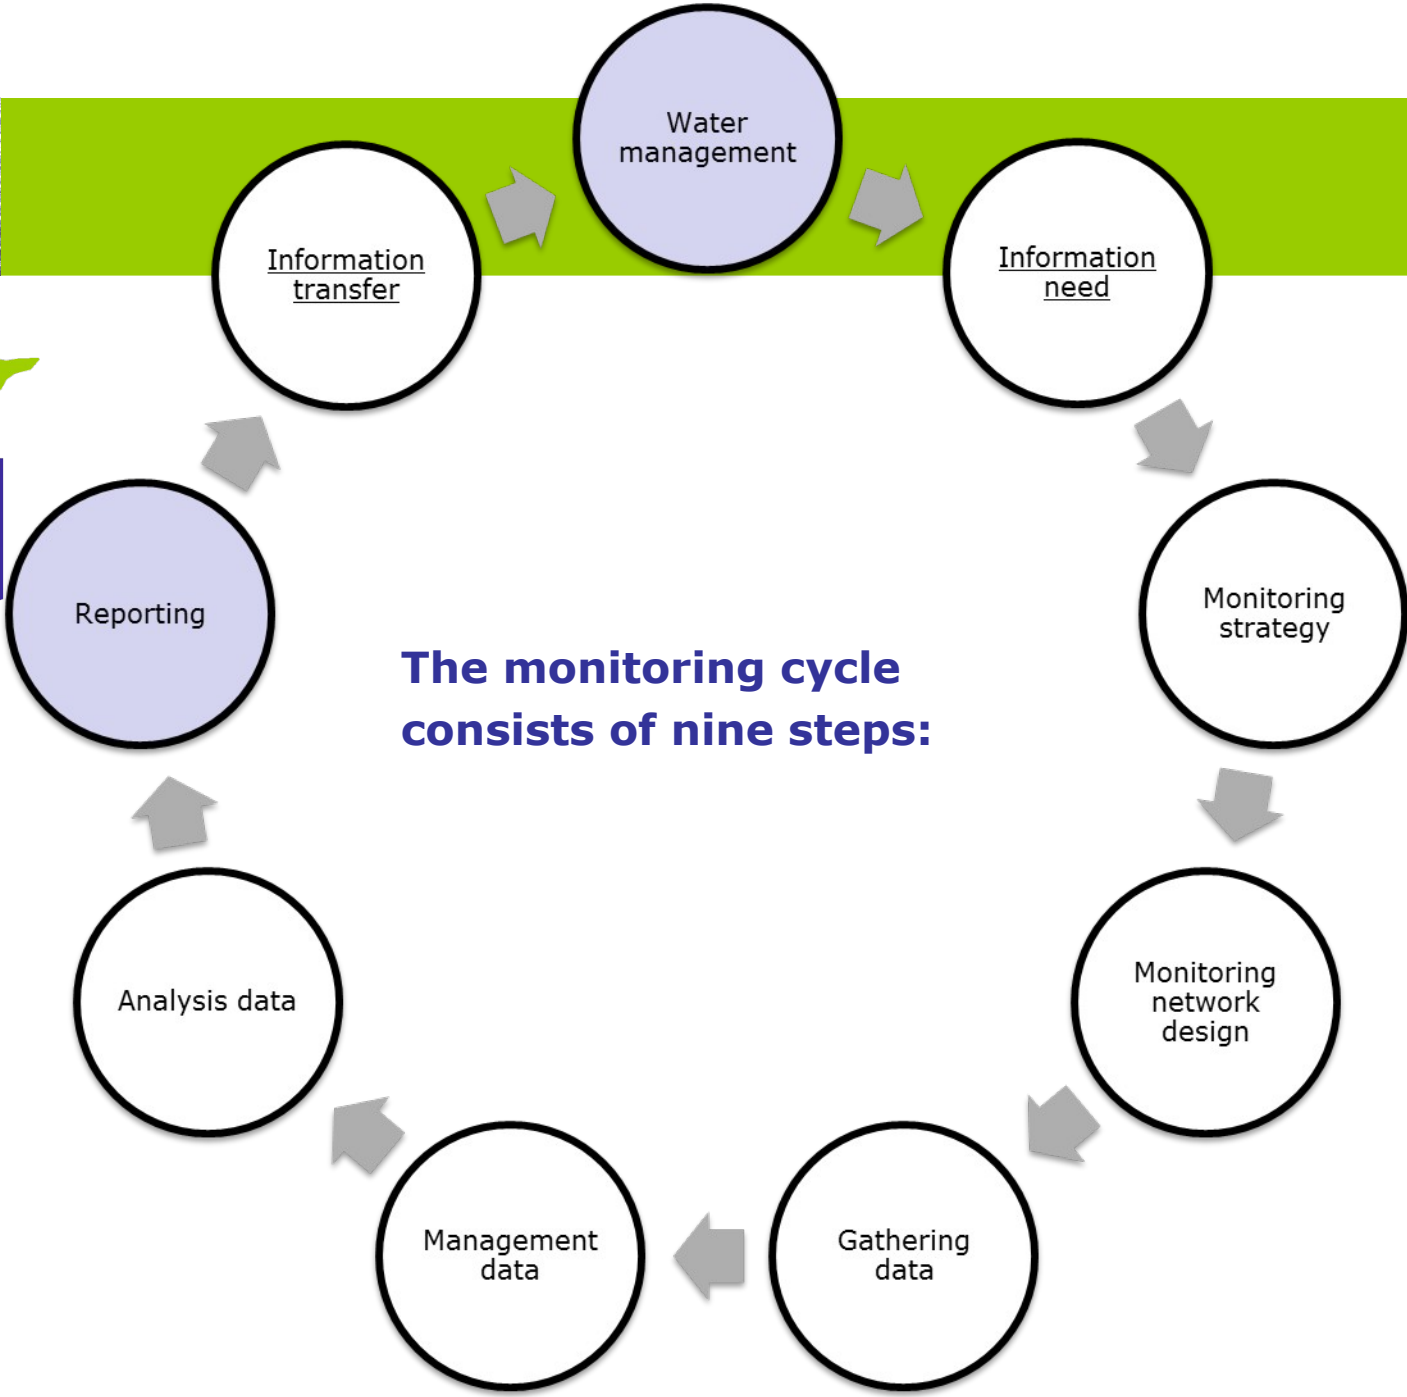 Water
management
Information
need
Monitoring
strategy
Monitoring
network
design
Gathering
data
Management
data
Analysis data
Reporting
Information
transfer
The monitoring cycle
consists of nine steps: